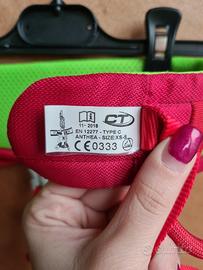 CT
11-2018
EN 12277 - TYPE C
ANTHEA - SIZE: XS-S
CE0333